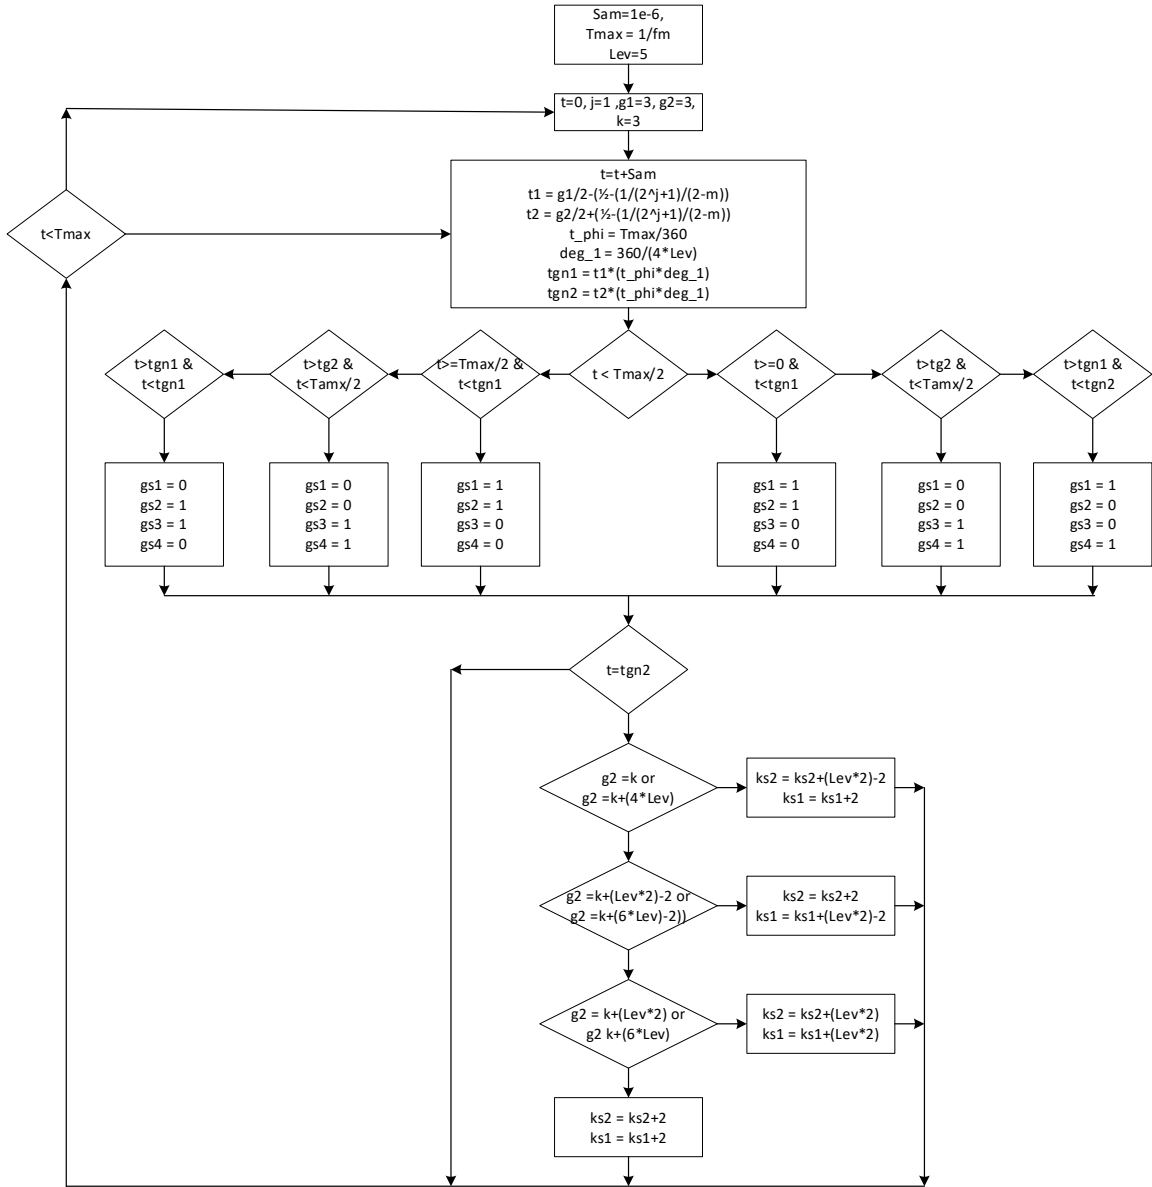 Sam=1e-6,
Tmax = 1/fm
Lev=5
t=0, j=1 ,g1=3, g2=3,
k=3
t=t+Sam
t1 = g1/2-(½-(1/(2^j+1)/(2-m))
t2 = g2/2+(½-(1/(2^j+1)/(2-m))
t_phi = Tmax/360
deg_1 = 360/(4*Lev)
tgn1 = t1*(t_phi*deg_1)
tgn2 = t2*(t_phi*deg_1)
t<Tmax
t>tgn1 &
t<tgn1
t>tg2 &
t<Tamx/2
t>=Tmax/2 &
t<tgn1
t < Tmax/2
t>=0 &
t<tgn1
t>tg2 &
t<Tamx/2
t>tgn1 &
t<tgn2
gs1 = 0
gs2 = 1
gs3 = 1
gs4 = 0
gs1 = 0
gs2 = 0
gs3 = 1
gs4 = 1
gs1 = 1
gs2 = 1
gs3 = 0
gs4 = 0
gs1 = 1
gs2 = 1
gs3 = 0
gs4 = 0
gs1 = 0
gs2 = 0
gs3 = 1
gs4 = 1
gs1 = 1
gs2 = 0
gs3 = 0
gs4 = 1
t=tgn2
g2 =k or
g2 =k+(4*Lev)
ks2 = ks2+(Lev*2)-2
ks1 = ks1+2
g2 =k+(Lev*2)-2 or
g2 =k+(6*Lev)-2))
ks2 = ks2+2
ks1 = ks1+(Lev*2)-2
g2 = k+(Lev*2) or
g2 k+(6*Lev)
ks2 = ks2+(Lev*2)
ks1 = ks1+(Lev*2)
ks2 = ks2+2
ks1 = ks1+2